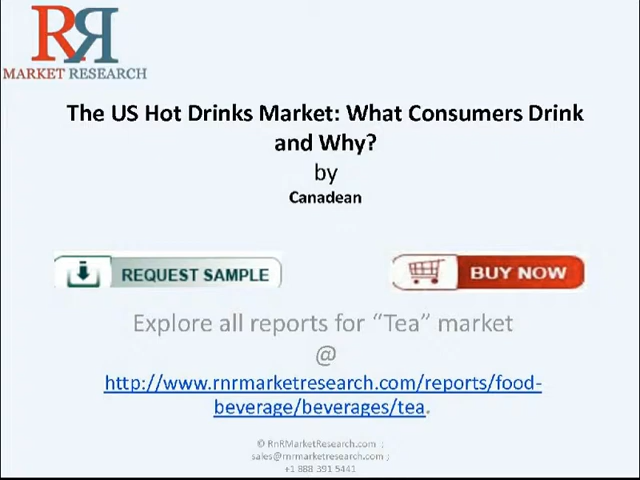 RR
MARKET RESEARCH
The US Hot Drinks Market: What Consumers Drink
and Why?
by
Canadean
REQUEST SAMPLE
BUY NOW
Explore all reports for “Tea” market
@
http://www.rnrmarketresearch.com/reports/food-
beverage/beverages/tea.
© RnRMarketResearch.com ;
sales@rnrmarketresearch.com ;
+1 888 391 5441